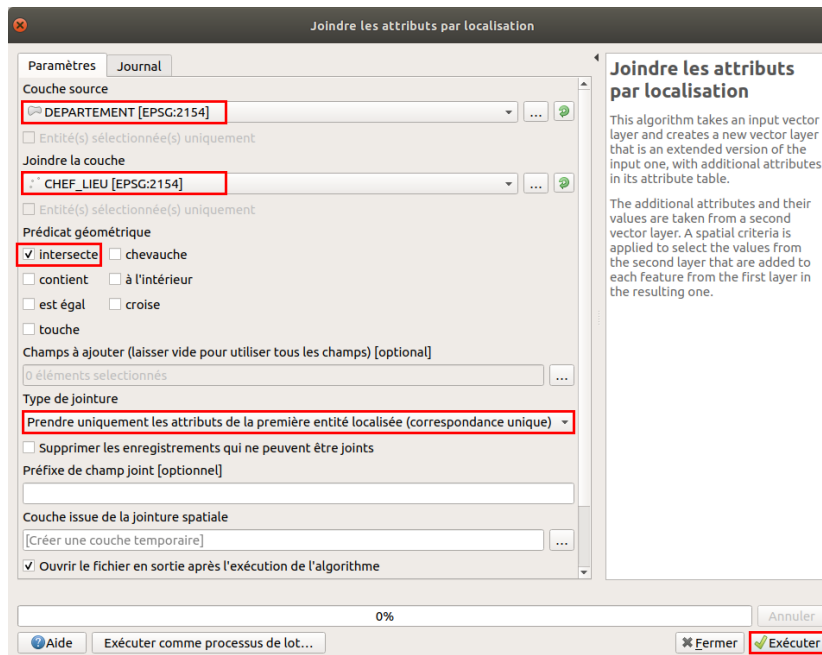 Joindre les attributs par localisation
Paramètres
Journal
Couche source
DEPARTEMENT [EPSG:2154]
...
Entité(s) sélectionnée(s) uniquement
Joindre la couche
CHEF_LIEU [EPSG:2154]
...
Entité(s) sélectionnée(s) uniquement
Prédicat géométrique
intersecte
chevauche
contient
à l'intérieur
est égal
croise
touche
Champs à ajouter (laisser vide pour utiliser tous les champs) [optional]
0 éléments selectionnés
...
Type de jointure
Prendre uniquement les attributs de la première entité localisée (correspondance unique)
Supprimer les enregistrements qui ne peuvent être joints
Préfixe de champ joint [optionnel]
Couche issue de la jointure spatiale
[Créer une couche temporaire]
...
Ouvrir le fichier en sortie après l'exécution de l'algorithme
Joindre les attributs
par localisation
This algorithm takes an input vector
layer and creates a new vector layer
that is an extended version of the
input one, with additional attributes
in its attribute table.
The additional attributes and their
values are taken from a second
vector layer. A spatial criteria is
applied to select the values from
the second layer that are added to
each feature from the first layer in
the resulting one.
0%
Annuler
Aide
Exécuter comme processus de lot...
Fermer
Exécuter